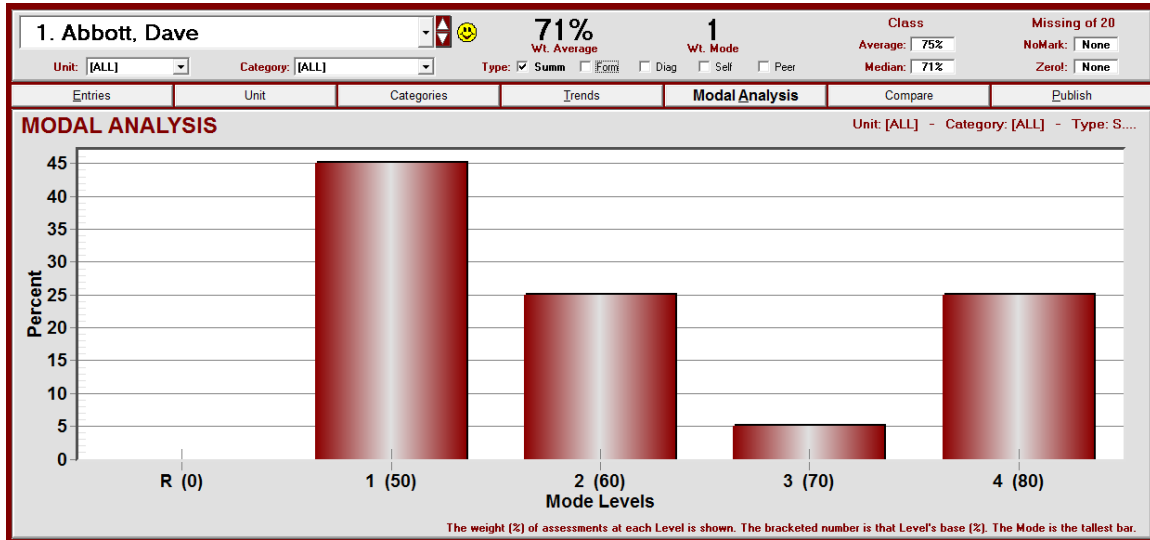 1. Abbott, Dave
71%
Wt. Average
1
Wt. Mode
Class
Average: 75%
Median: 71%
Missing of 20
NoMark: None
Zero!: None
Unit: [ALL]
Category: [ALL]
Type: Summ Form Diag Self Peer
Entries Unit Categories Trends Modal Analysis Compare Publish
MODAL ANALYSIS
Unit: [ALL] - Category: [ALL] - Type: S....
Percent
45
40
35
30
25
20
15
10
5
0
R (0) 1 (50) 2 (60) 3 (70) 4 (80)
Mode Levels
The weight (%) of assessments at each Level is shown. The bracketed number is that Level's base (%). The Mode is the tallest bar.